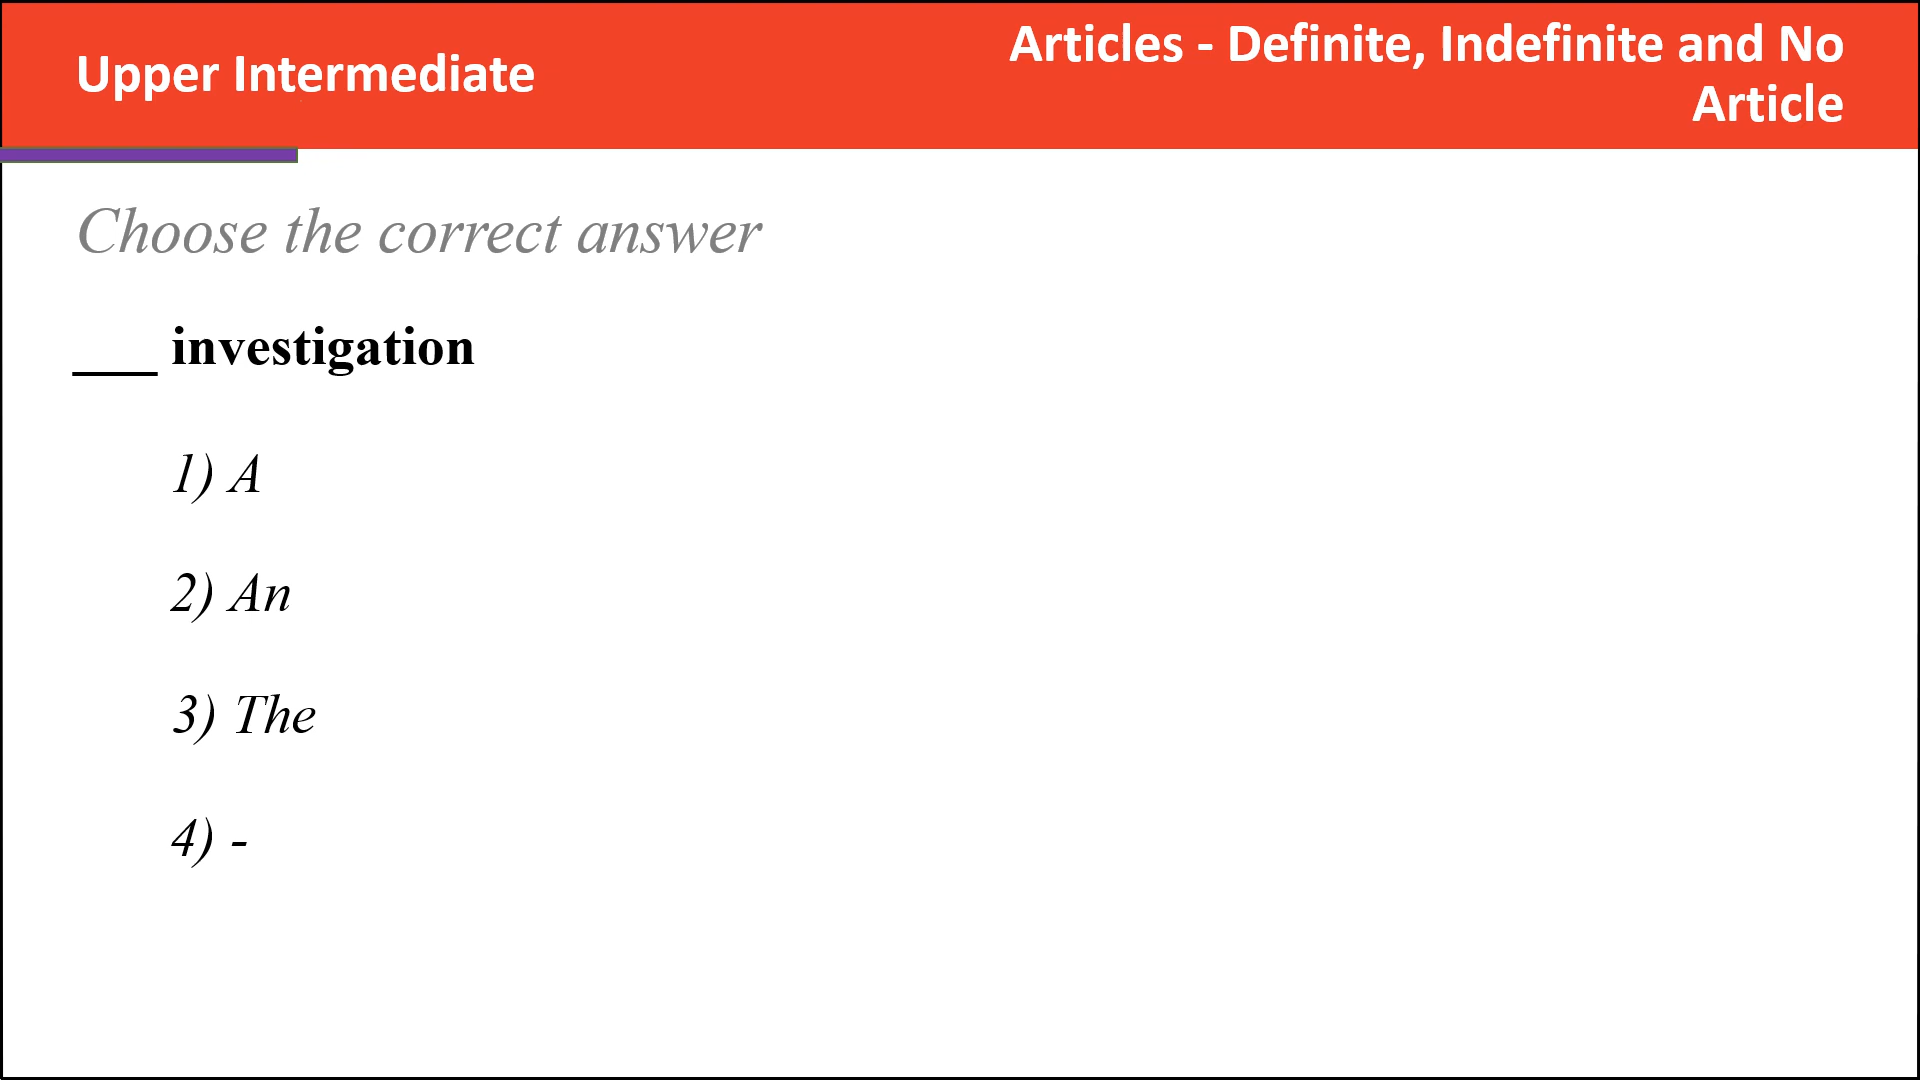 Upper Intermediate
Articles - Definite, Indefinite and No
Article
Choose the correct answer
___ investigation
1) A
2) An
3) The
4) -